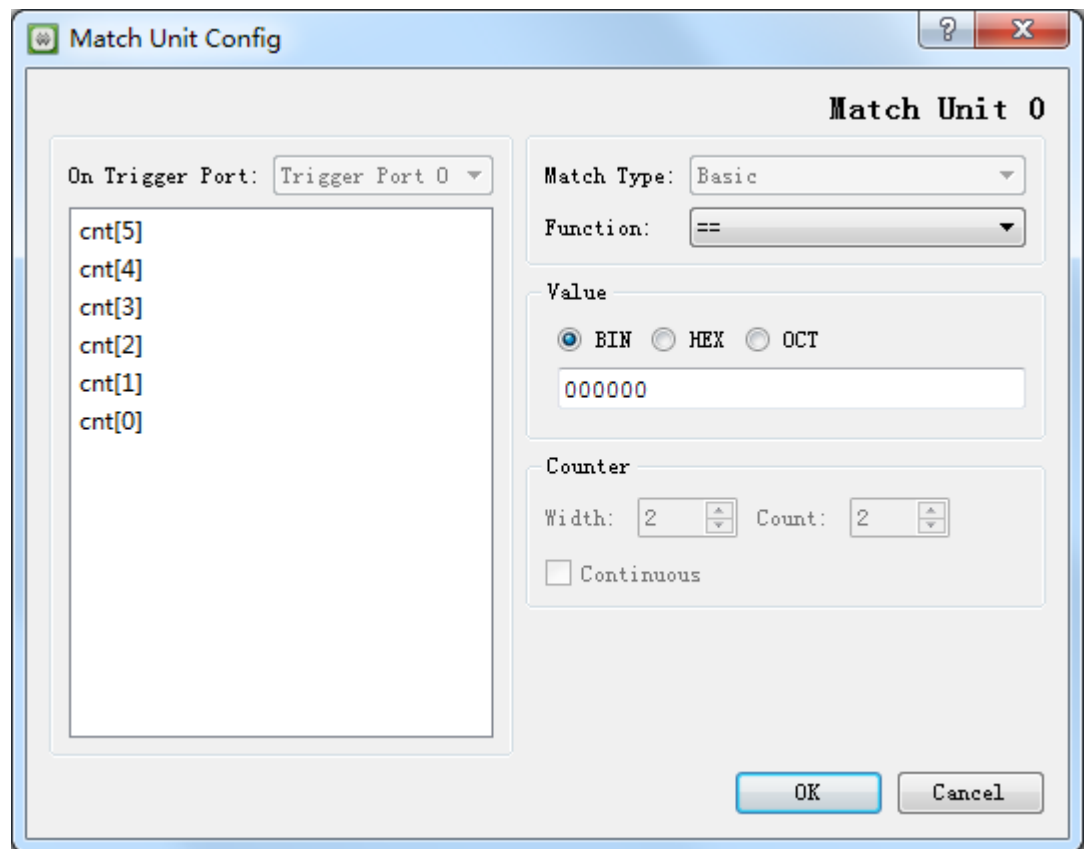 Match Unit Config
Match Unit 0
On Trigger Port: Trigger Port 0
cnt[5]
cnt[4]
cnt[3]
cnt[2]
cnt[1]
cnt[0]
Match Type: Basic
Function: ==
Value
BIN HEX OCT
000000
Counter
Width: 2 Count: 2
Continuous
OK Cancel